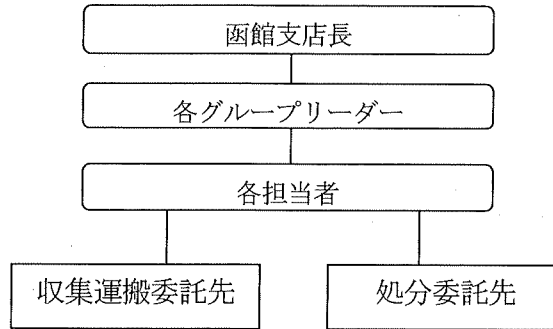 函館支店長
各グループリーダー
各担当者
収集運搬委託先
処分委託先